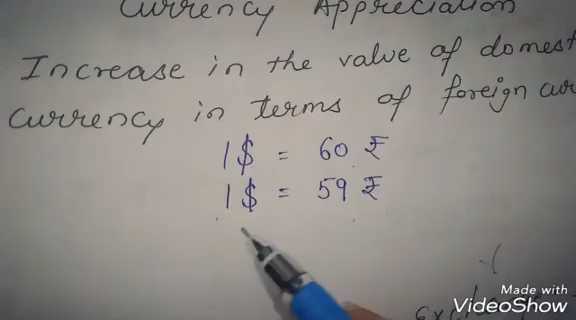 Currency Appreciation
Increase in the value of domest
currency in terms of foreign cur
1$ = 60 ₹
1$ = 59 ₹
Made with
VideoShow